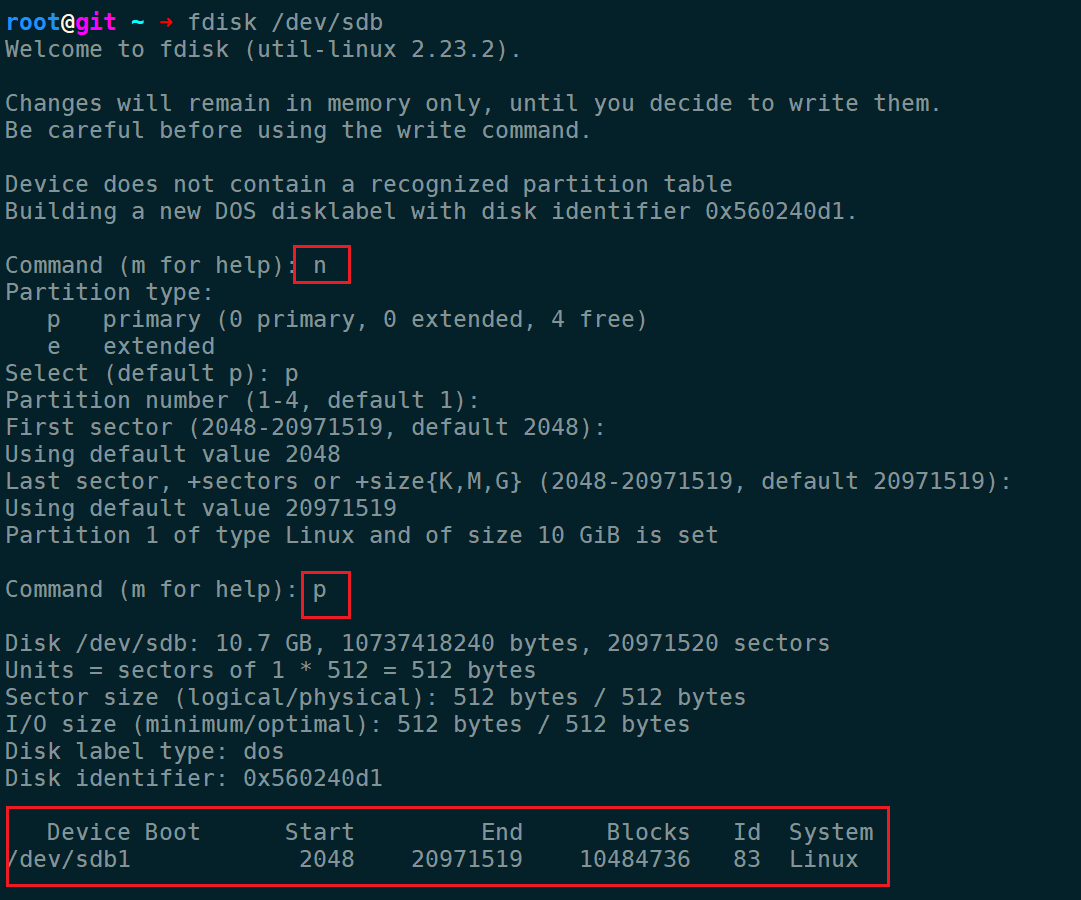 root@git ~ → fdisk /dev/sdb
Welcome to fdisk (util-linux 2.23.2).
Changes will remain in memory only, until you decide to write them.
Be careful before using the write command.
Device does not contain a recognized partition table
Building a new DOS disklabel with disk identifier 0x560240d1.
Command (m for help): n
Partition type:
   p   primary (0 primary, 0 extended, 4 free)
   e   extended
Select (default p): p
Partition number (1-4, default 1):
First sector (2048-20971519, default 2048):
Using default value 2048
Last sector, +sectors or +size{K,M,G} (2048-20971519, default 20971519):
Using default value 20971519
Partition 1 of type Linux and of size 10 GiB is set
Command (m for help): p
Disk /dev/sdb: 10.7 GB, 10737418240 bytes, 20971520 sectors
Units = sectors of 1 * 512 = 512 bytes
Sector size (logical/physical): 512 bytes / 512 bytes
I/O size (minimum/optimal): 512 bytes / 512 bytes
Disk label type: dos
Disk identifier: 0x560240d1
   Device Boot      Start         End      Blocks   Id  System
/dev/sdb1            2048    20971519    10484736   83  Linux